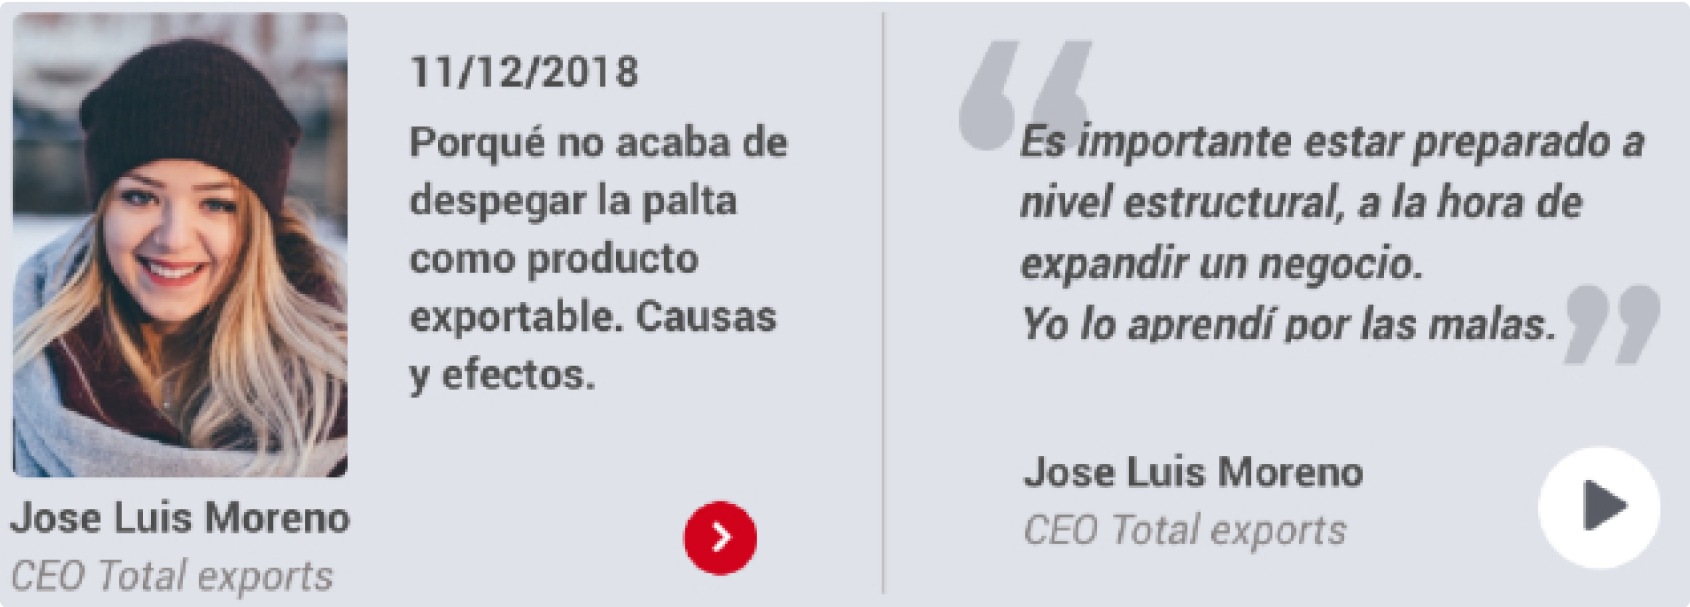 11/12/2018
Porqué no acaba de
despegar la palta
como producto
exportable. Causas
y efectos.
Jose Luis Moreno
CEO Total exports
“Es importante estar preparado a
nivel estructural, a la hora de
expandir un negocio.
Yo lo aprendí por las malas.”
Jose Luis Moreno
CEO Total exports